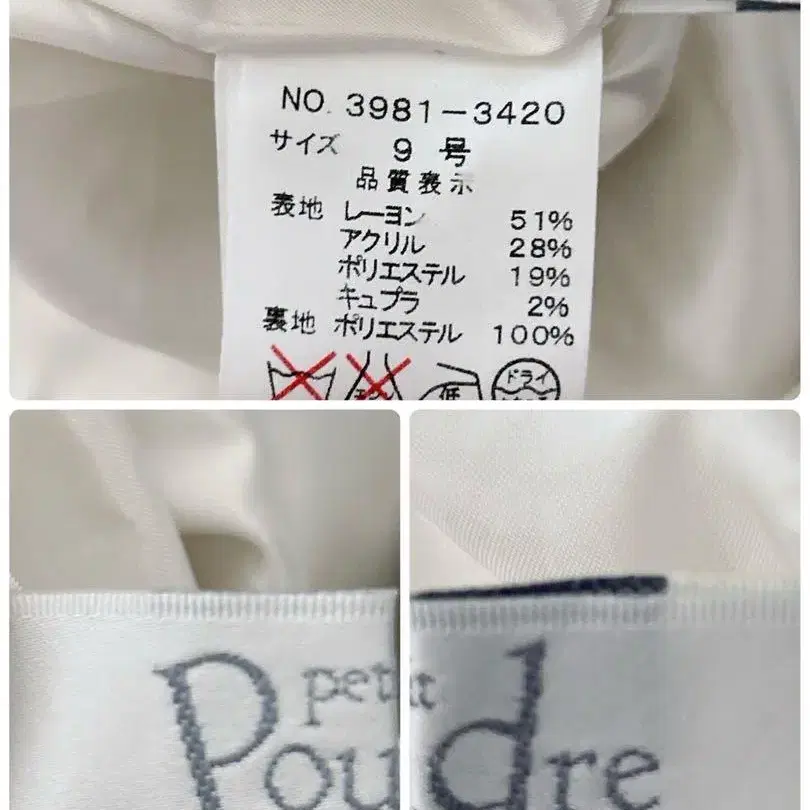 NO. 3981-3420
サイズ 9 号
品質表示
表地 レーヨン 51%
アクリル 28%
ポリエステル 19%
キュプラ 2%
裏地 ポリエステル 100%
低 ドライ
petit
Poudre